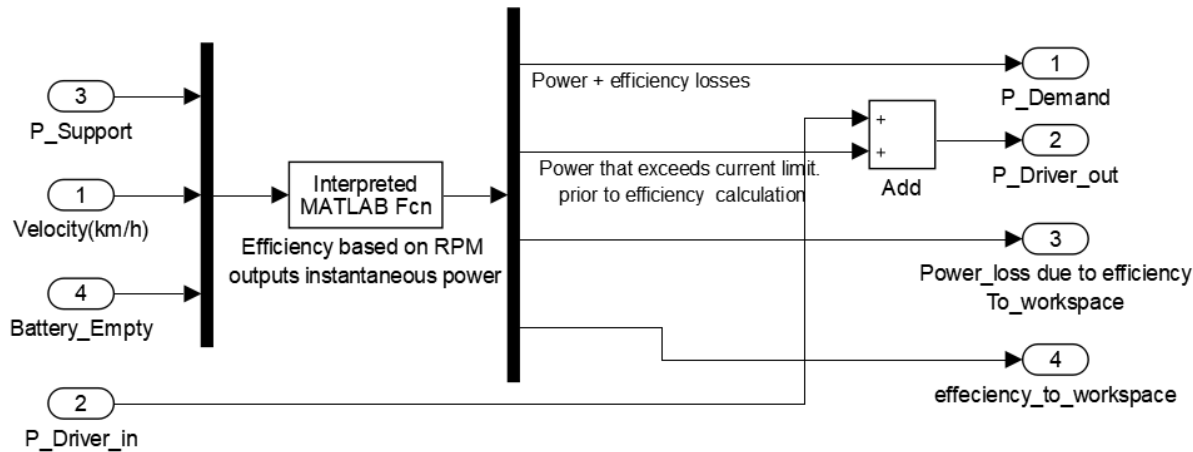 3
P_Support
1
Velocity(km/h)
4
Battery_Empty
2
P_Driver_in
Interpreted
MATLAB Fcn
Efficiency based on RPM
outputs instantaneous power
Power + efficiency losses
Power that exceeds current limit.
prior to efficiency calculation
+
+
Add
1
P_Demand
2
P_Driver_out
3
Power_loss due to efficiency
To_workspace
4
effeciency_to_workspace